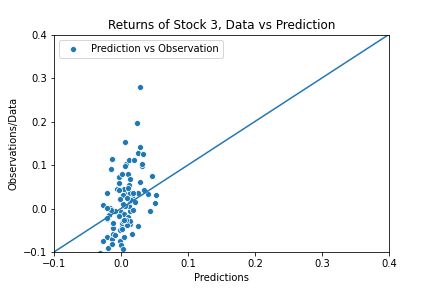 Returns of Stock 3, Data vs Prediction
Prediction vs Observation
0.4
0.3
0.2
0.1
0.0
−0.1
Observations/Data
−0.1 0.0 0.1 0.2 0.3 0.4
Predictions